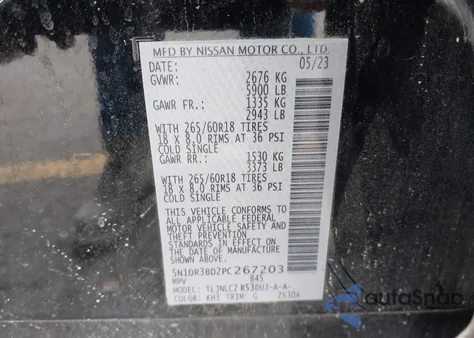 MFD BY NISSAN MOTOR CO., LTD.
DATE: 05/23
GVWR: 2676 KG
5900 LB
GAWR FR.: 1335 KG
2943 LB
WITH 265/60R18 TIRES
18 X 8.0 RIMS AT 36 PSI
COLD SINGLE
GAWR RR.: 1530 KG
3373 LB
WITH 265/60R18 TIRES
18 X 8.0 RIMS AT 36 PSI
COLD SINGLE
THIS VEHICLE CONFORMS TO
ALL APPLICABLE FEDERAL
MOTOR VEHICLE SAFETY
STANDARDS IN EFFECT ON
THE DATE OF MANUFACTURE
SHOWN ABOVE.
5N1DR3BD2PC267203
MPV 845
MODEL: TLJNLC7 R53DUJ-A-A-
COLOR: KH3 TRIM: G 2510A
autoSnap